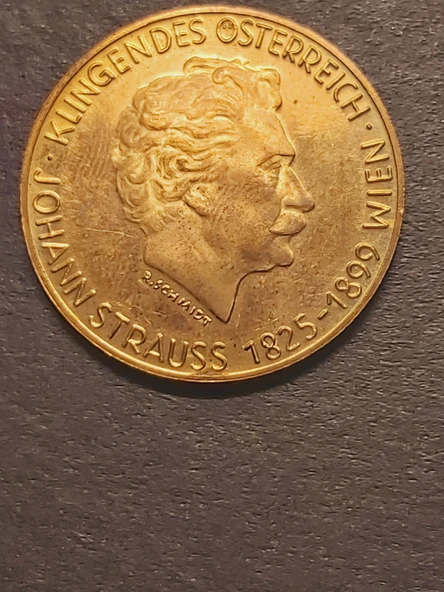 · KLINGENDES ÖSTERREICH ·
JOHANN STRAUSS 1825-1899 WIEN
R. SCHMIDT